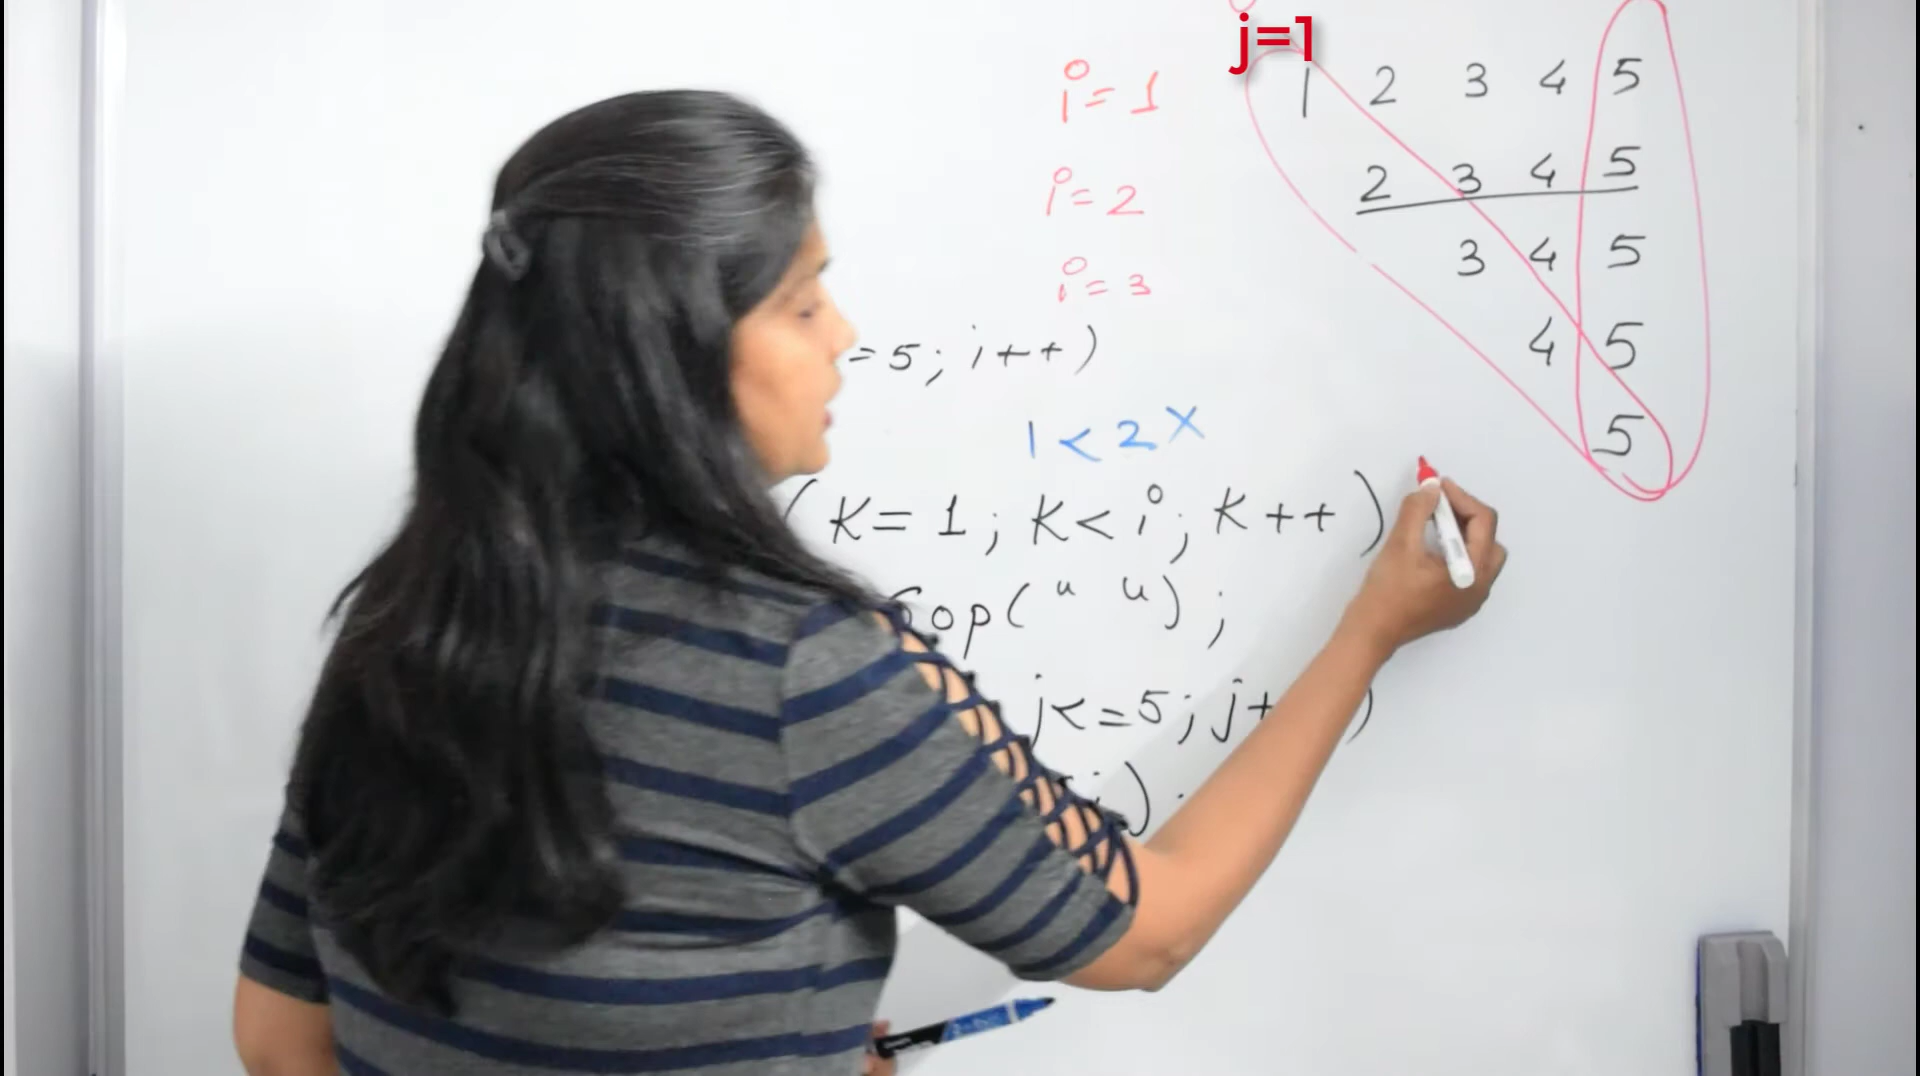 j=1
i=1 1 2 3 4 5
i=2 2 3 4 5
i=3 3 4 5
=5; i++) 4 5
1<2 X 5
(K=1; K<i; K++)
Sop(" ");
j<=5; j+ )
);